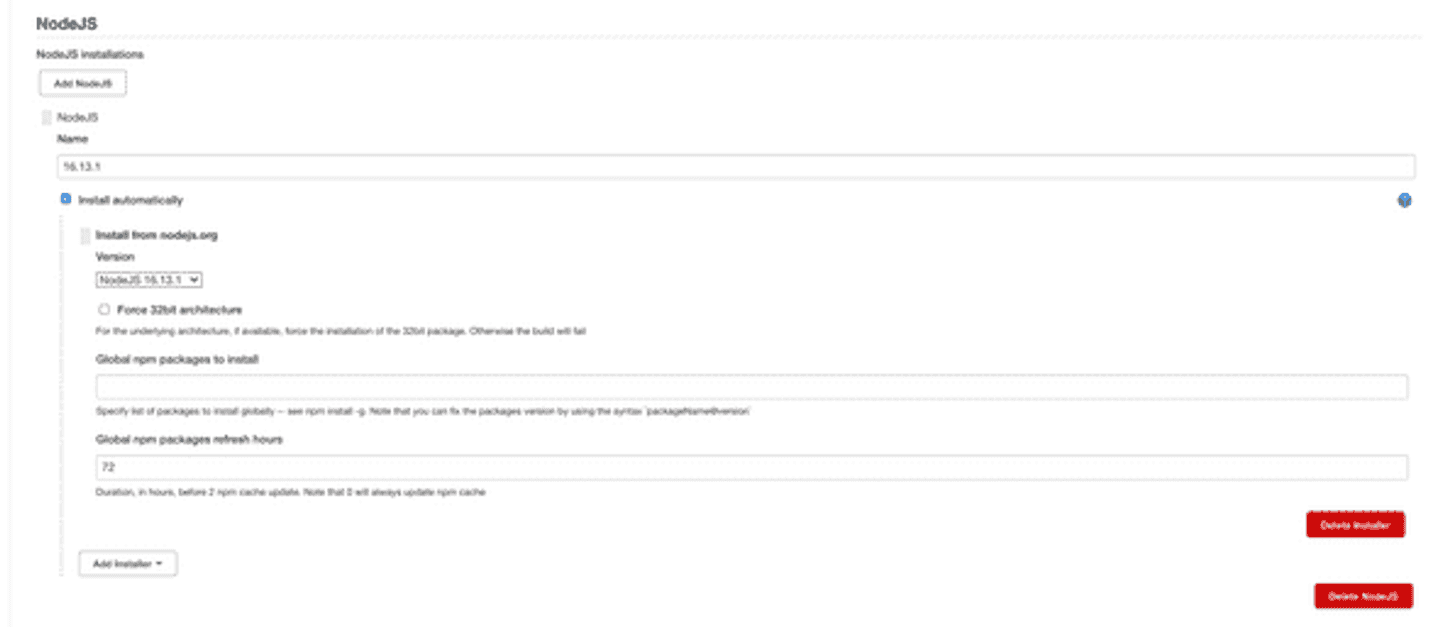 NodeJS
NodeJS installations
Add NodeJS
NodeJS
Name
16.13.1
Install automatically
?
Install from nodejs.org
Version
NodeJS 16.13.1
Force 32bit architecture
For the underlying architecture, if available, force the installation of the 32bit package. Otherwise the build will fail
Global npm packages to install
Specify list of packages to install globally -- see npm install -g. Note that you can fix the packages version by using the syntax `packageName@version`
Global npm packages refresh hours
72
Duration, in hours, before 2 npm cache update. Note that 0 will always update npm cache
Delete Installer
Add Installer
Delete NodeJS